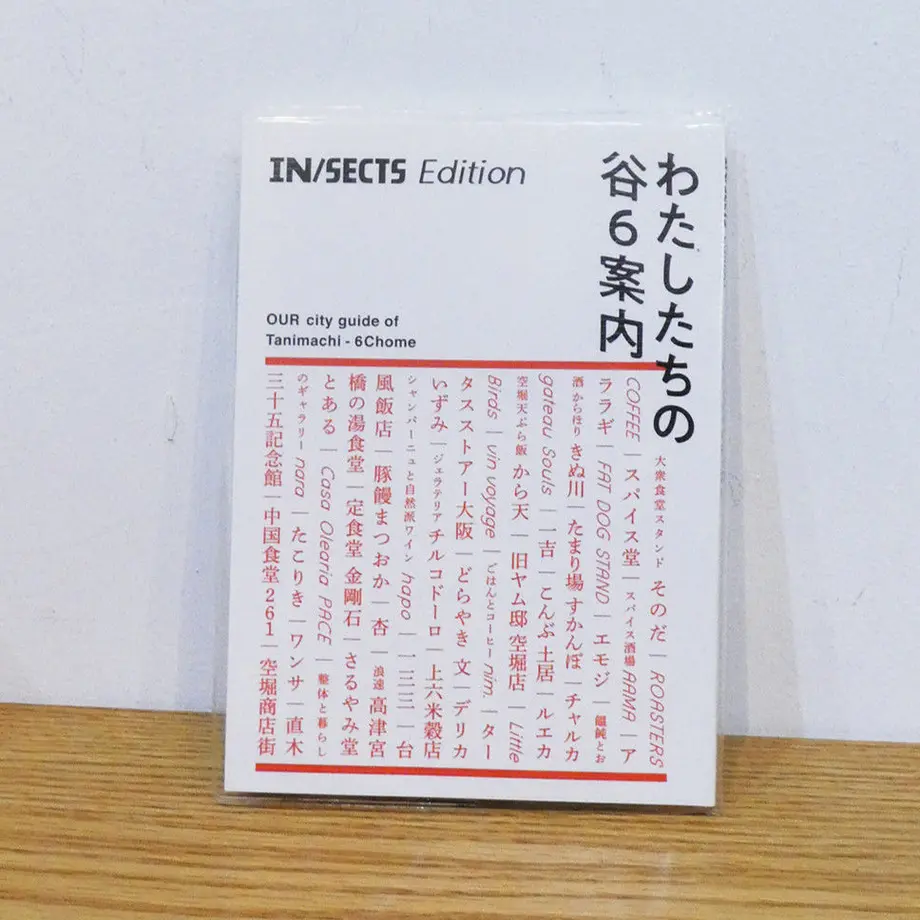 IN/SECTS Edition
わたしたちの
谷6案内
OUR city guide of
Tanimachi - 6Chome
大衆食堂スタンド そのだ｜ROASTERS
COFFEE｜スパイス堂｜スパイス酒場 AAMA｜ア
ララギ｜FAT DOG STAND｜エモジ｜饂飩とお
酒 からほり きぬ川｜たまり場 すかんぽ｜チャルカ
gateau Souls｜一吉｜こんぶ土居｜ルエカ
空堀天ぷら飯 から天｜旧ヤム邸 空堀店｜Little
Birds｜vin voyage｜ごはんとコーヒー nim.｜ター
タスストアー大阪｜どらやき 文｜デリカ
いずみ｜ジェラテリア チルコドーロ｜上六米穀店
シャンパーニュと自然派ワイン hapo｜一三三｜台
風飯店｜豚饅まつおか｜杏｜浪速 高津宮
橋の湯食堂｜定食堂 金剛石｜さるやみ堂
とある｜Casa Olearia PACE｜整体と暮らし
のギャラリー nara｜たこりき｜ワンサ｜直木
三十五記念館｜中国食堂261｜空堀商店街